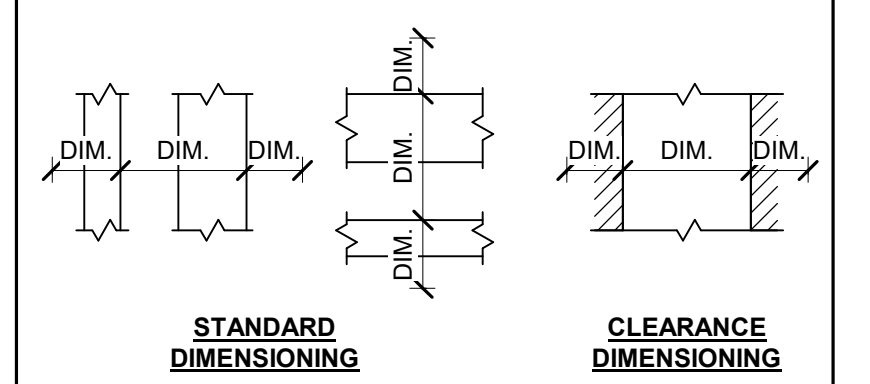 DIM.
DIM. DIM. DIM.
DIM.
DIM.
DIM. DIM. DIM.
STANDARD
DIMENSIONING
CLEARANCE
DIMENSIONING